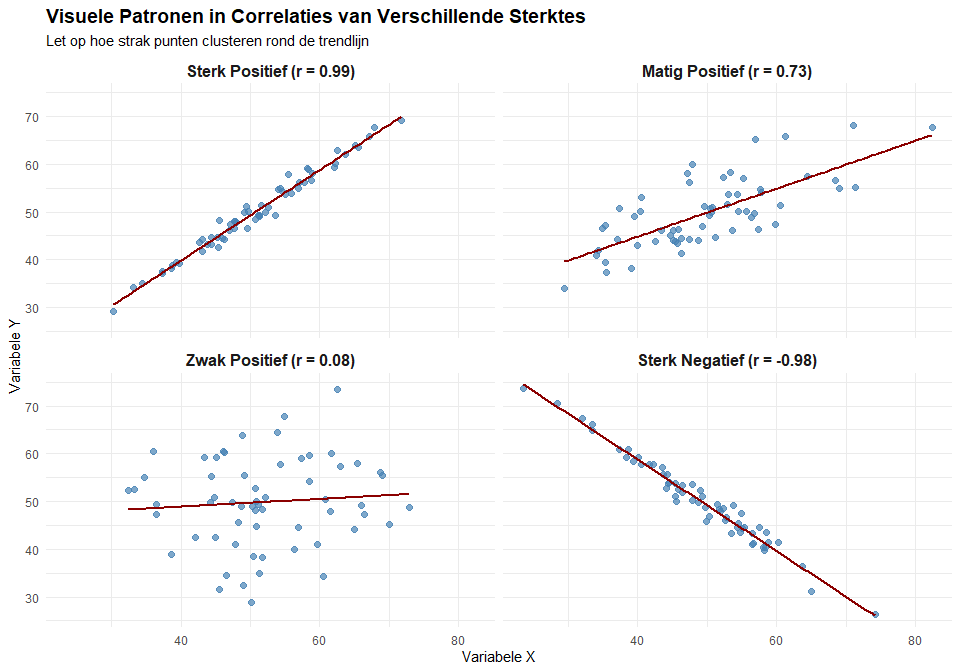 Visuele Patronen in Correlaties van Verschillende Sterktes
Let op hoe strak punten clusteren rond de trendlijn
Sterk Positief (r = 0.99)
Matig Positief (r = 0.73)
70
60
50
40
30
Zwak Positief (r = 0.08)
Sterk Negatief (r = -0.98)
70
60
50
40
30
Variabele Y
40
60
80
40
60
80
Variabele X